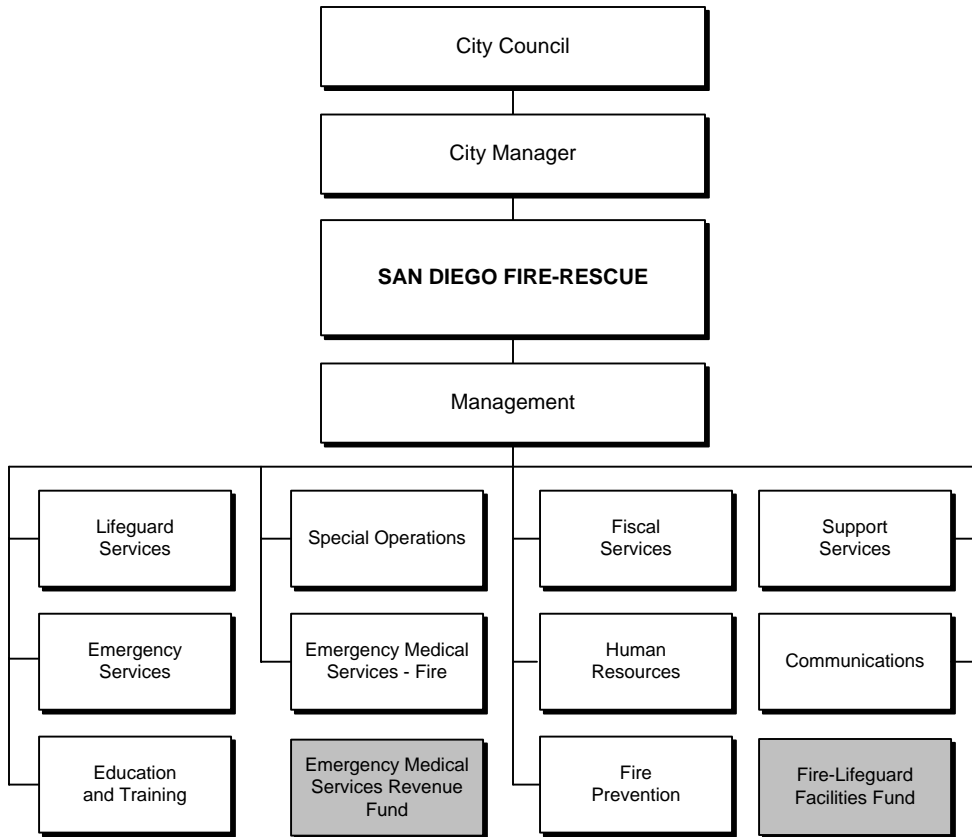 City Council
City Manager
SAN DIEGO FIRE-RESCUE
Management
Lifeguard
Services
Special Operations
Fiscal
Services
Support
Services
Emergency
Services
Emergency Medical
Services - Fire
Human
Resources
Communications
Education
and Training
Emergency Medical
Services Revenue
Fund
Fire
Prevention
Fire-Lifeguard
Facilities Fund